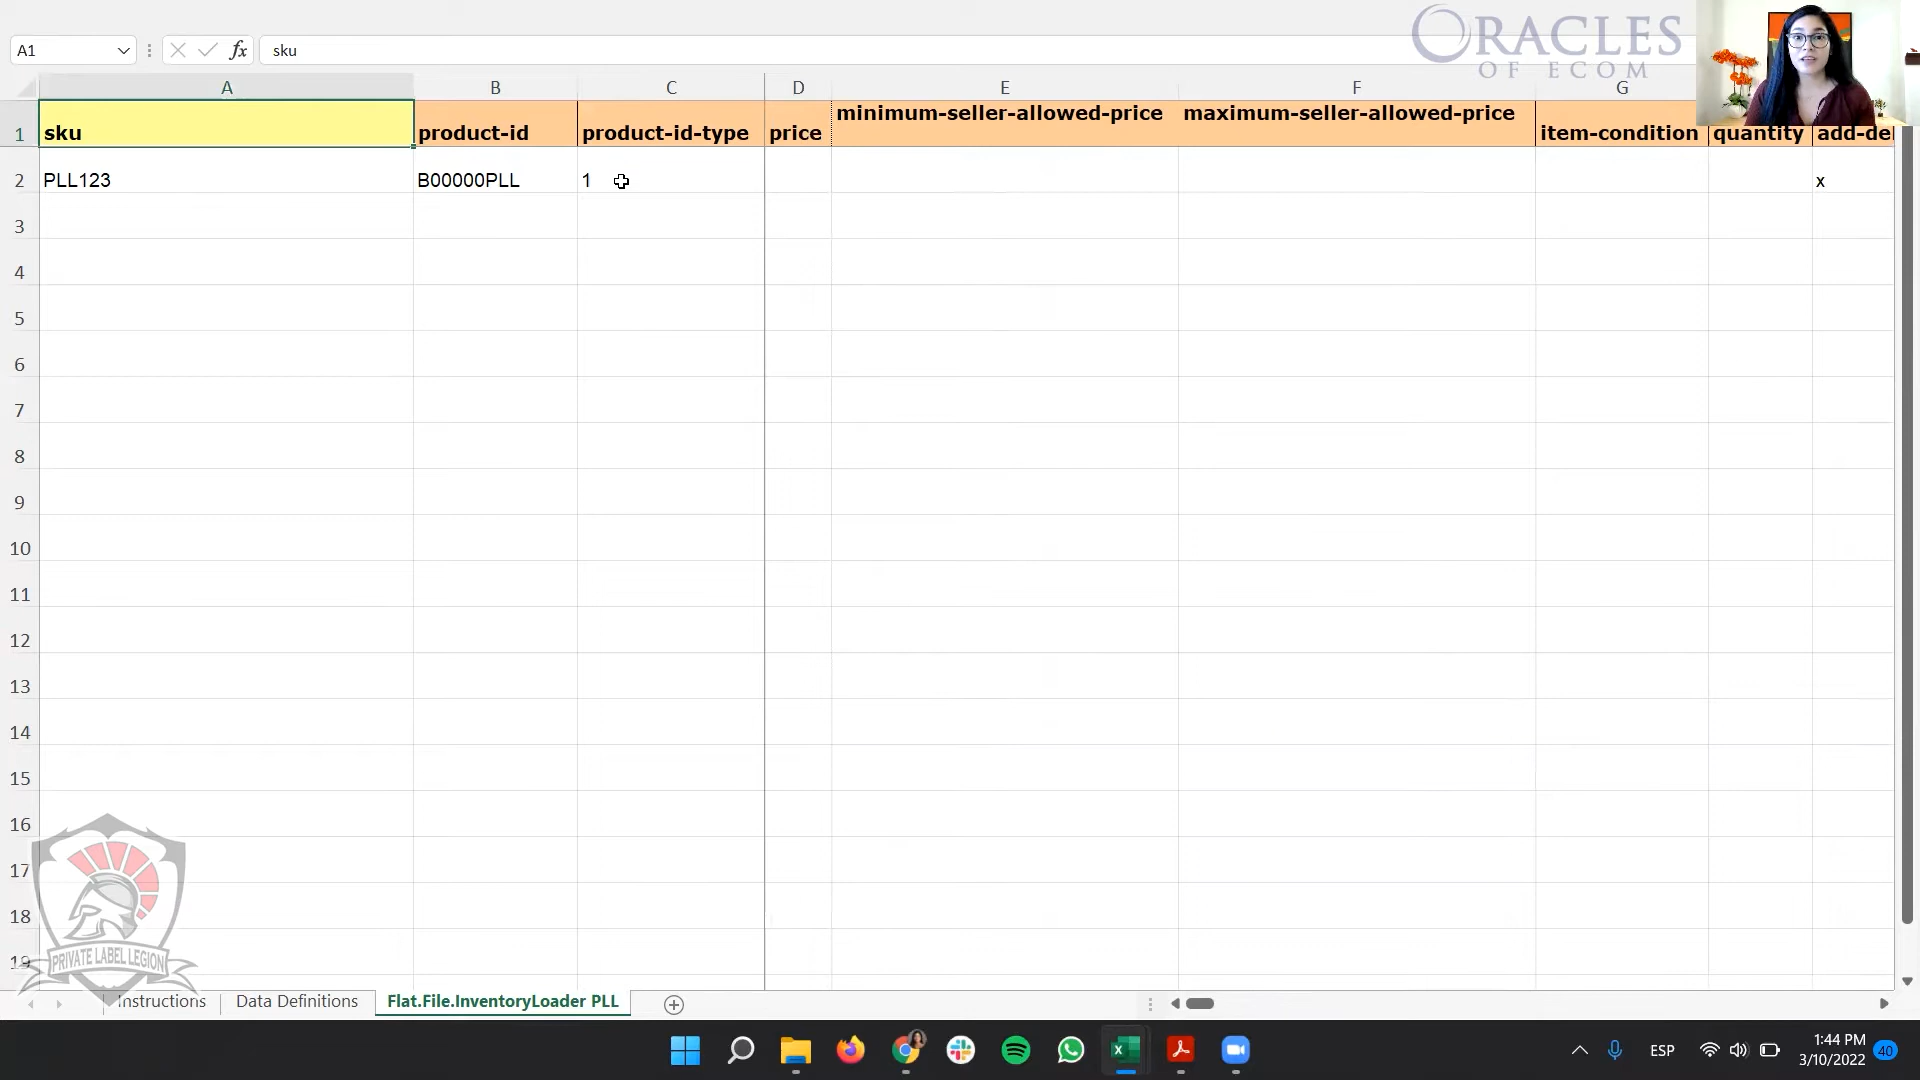 ORACLES
OF ECOM
A1
fx
sku
A B C D E F G
1 sku product-id product-id-type price minimum-seller-allowed-price maximum-seller-allowed-price item-condition quantity add-del
2 PLL123 B00000PLL 1 x
3
4
5
6
7
8
9
10
11
12
13
14
15
16
17
18
19
PRIVATE LABEL LEGION
Instructions Data Definitions Flat.File.InventoryLoader PLL
ESP
1:44 PM
3/10/2022
40